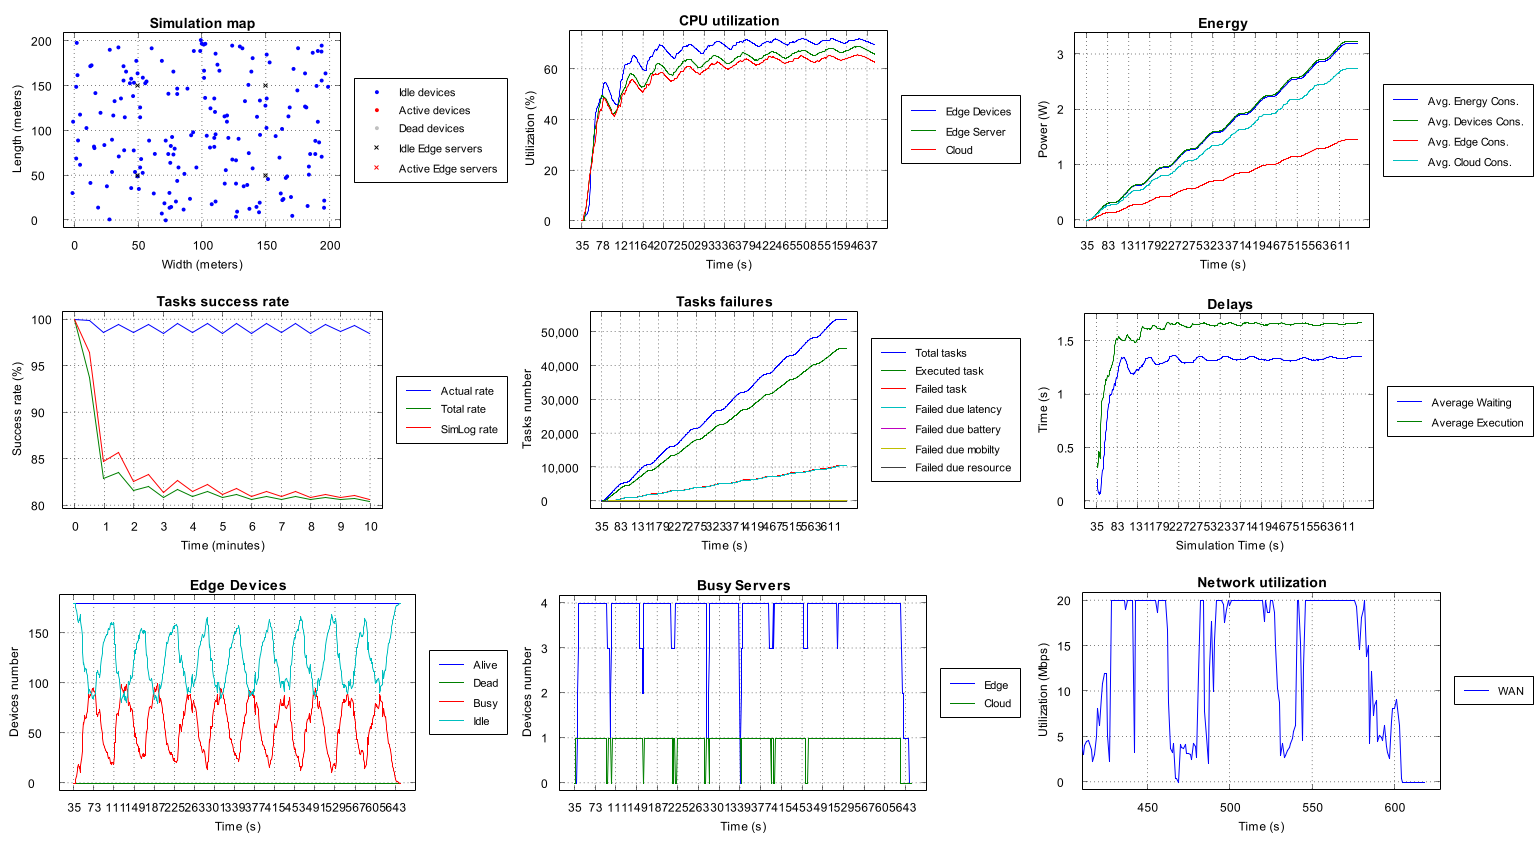 Simulation map
Length (meters)
200
150
100
50
0
0 50 100 150 200
Width (meters)
Idle devices
Active devices
Dead devices
Idle Edge servers
Active Edge servers
CPU utilization
Utilization (%)
60
40
20
0
Time (s)
Edge Devices
Edge Server
Cloud
Energy
Power (W)
3
2
1
0
Time (s)
Avg. Energy Cons.
Avg. Devices Cons.
Avg. Edge Cons.
Avg. Cloud Cons.
Tasks success rate
Success rate (%)
100
95
90
85
80
0 1 2 3 4 5 6 7 8 9 10
Time (minutes)
Actual rate
Total rate
SimLog rate
Tasks failures
Tasks number
50,000
40,000
30,000
20,000
10,000
0
Time (s)
Total tasks
Executed task
Failed task
Failed due latency
Failed due battery
Failed due mobilty
Failed due resource
Delays
Time (s)
1.5
1
0.5
0
Simulation Time (s)
Average Waiting
Average Execution
Edge Devices
Devices number
150
100
50
0
Time (s)
Alive
Dead
Busy
Idle
Busy Servers
Devices number
4
3
2
1
0
Time (s)
Edge
Cloud
Network utilization
Utilization (Mbps)
20
15
10
5
0
450 500 550 600
Time (s)
WAN